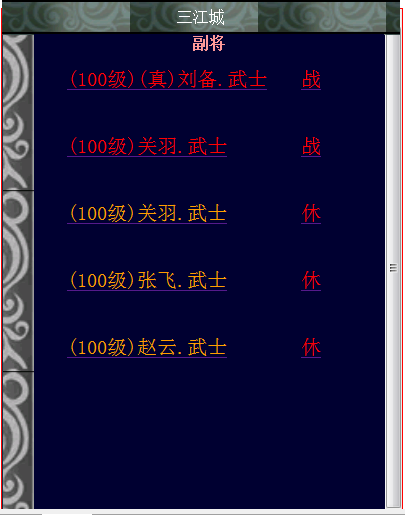 三江城
副将
(100级)(真)刘备.武士 战
(100级)关羽.武士 战
(100级)关羽.武士 休
(100级)张飞.武士 休
(100级)赵云.武士 休